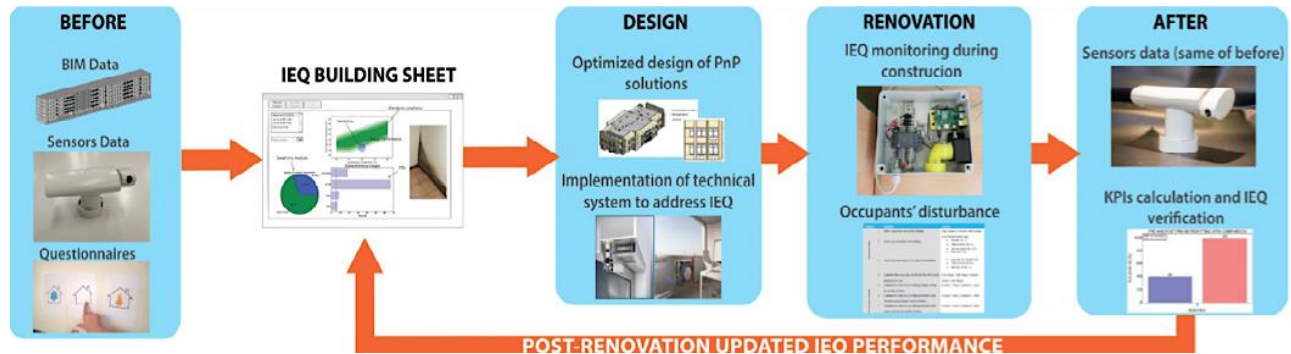 BEFORE
BIM Data
Sensors Data
Questionnaires
IEQ BUILDING SHEET
DESIGN
Optimized design of PnP
solutions
Implementation of technical
system to address IEQ
RENOVATION
IEQ monitoring during
construcion
Occupants' disturbance
AFTER
Sensors data (same of before)
KPIs calculation and IEQ
verification
POST-RENOVATION UPDATED IEQ PERFORMANCE